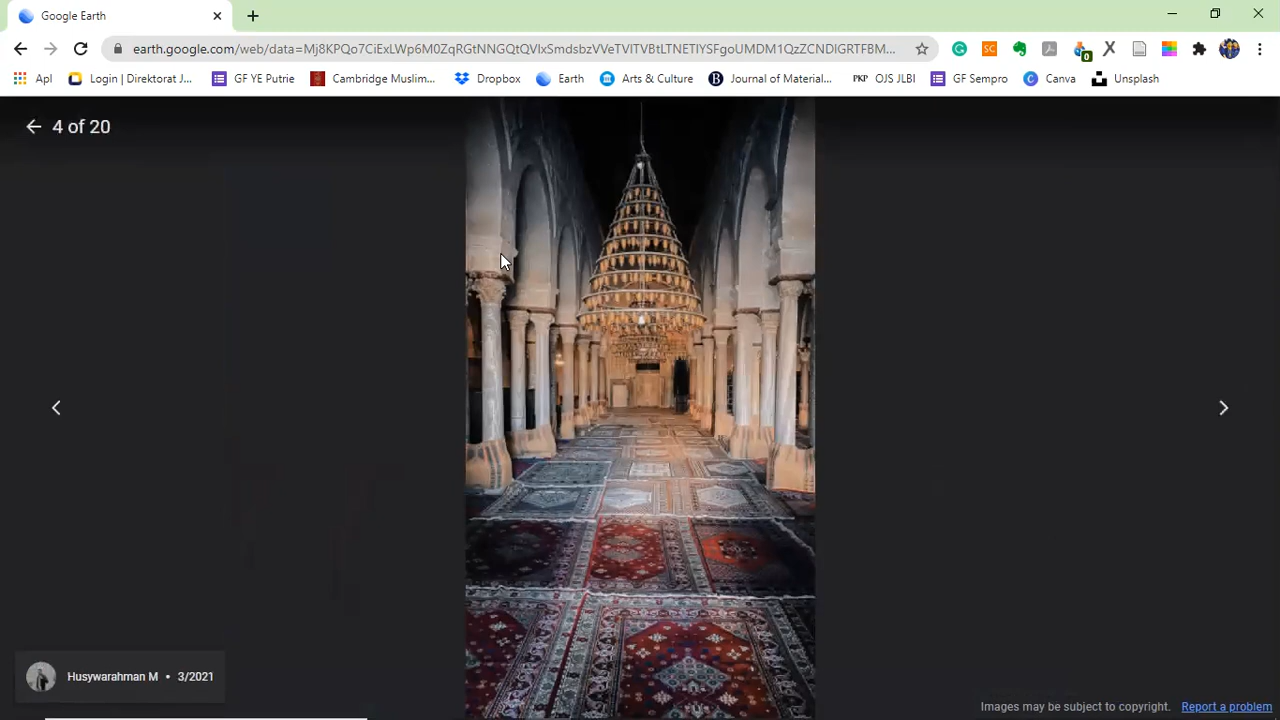 Google Earth
earth.google.com/web/data=
Apl
Login | Direktorat J...
GF YE Putrie
Cambridge Muslim...
Dropbox
Earth
Arts & Culture
Journal of Material...
PKP OJS JLBI
GF Sempro
Canva
Unsplash
4 of 20
Husywarahman M • 3/2021
Images may be subject to copyright. Report a problem